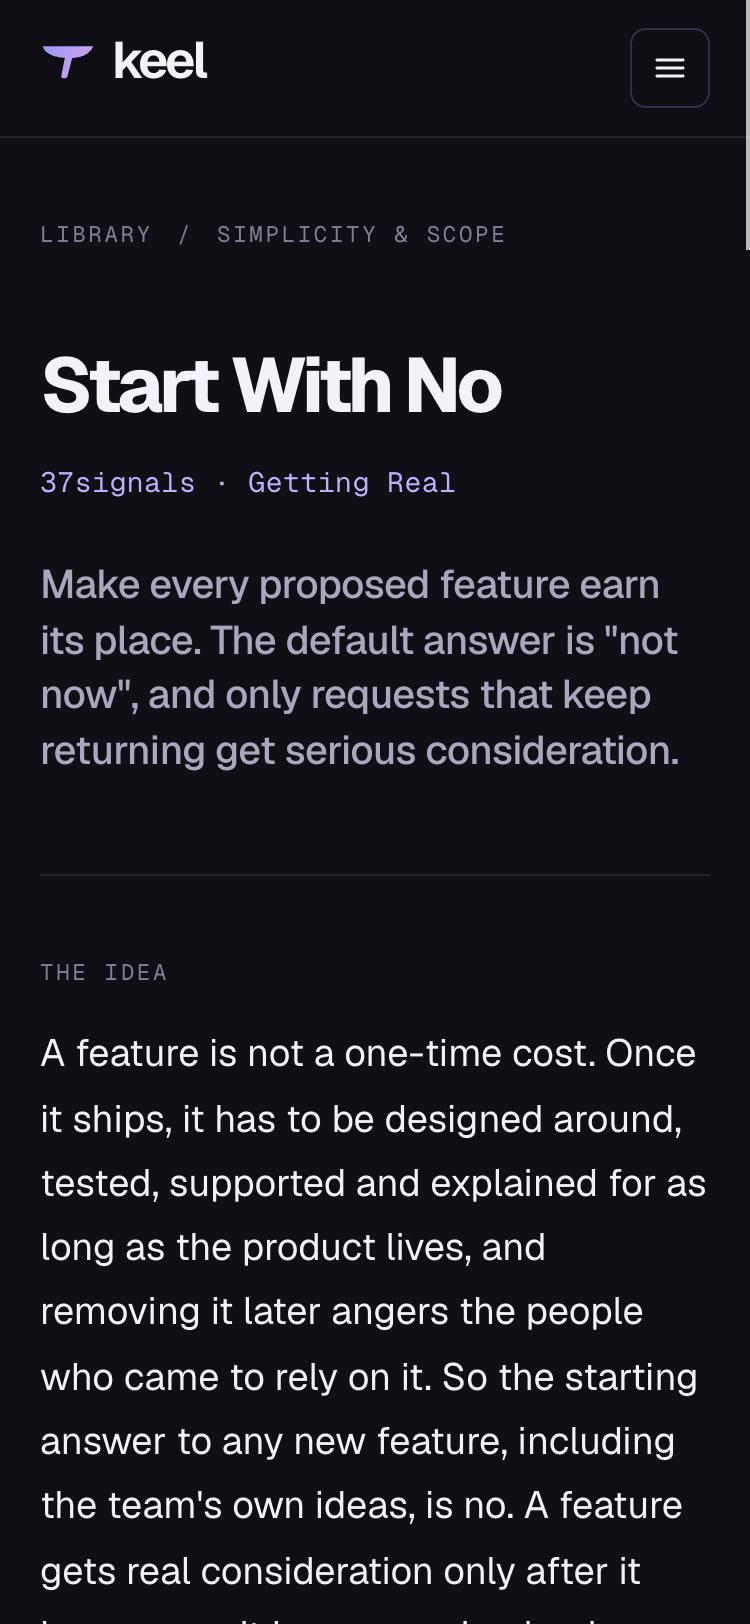 keel
LIBRARY / SIMPLICITY & SCOPE
Start With No
37signals · Getting Real
Make every proposed feature earn
its place. The default answer is "not
now", and only requests that keep
returning get serious consideration.
THE IDEA
A feature is not a one-time cost. Once
it ships, it has to be designed around,
tested, supported and explained for as
long as the product lives, and
removing it later angers the people
who came to rely on it. So the starting
answer to any new feature, including
the team's own ideas, is no. A feature
gets real consideration only after it